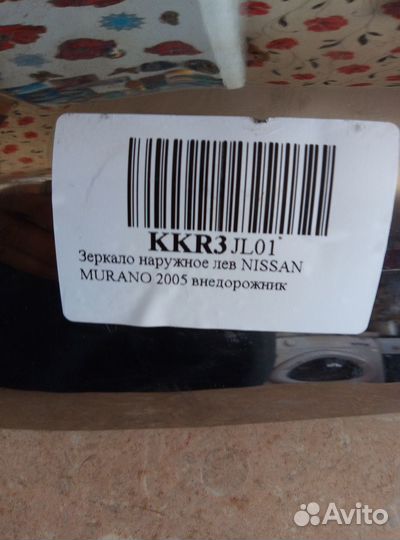 KKR3JL01
Зеркало наружное лев NISSAN
MURANO 2005 внедорожник
Avito